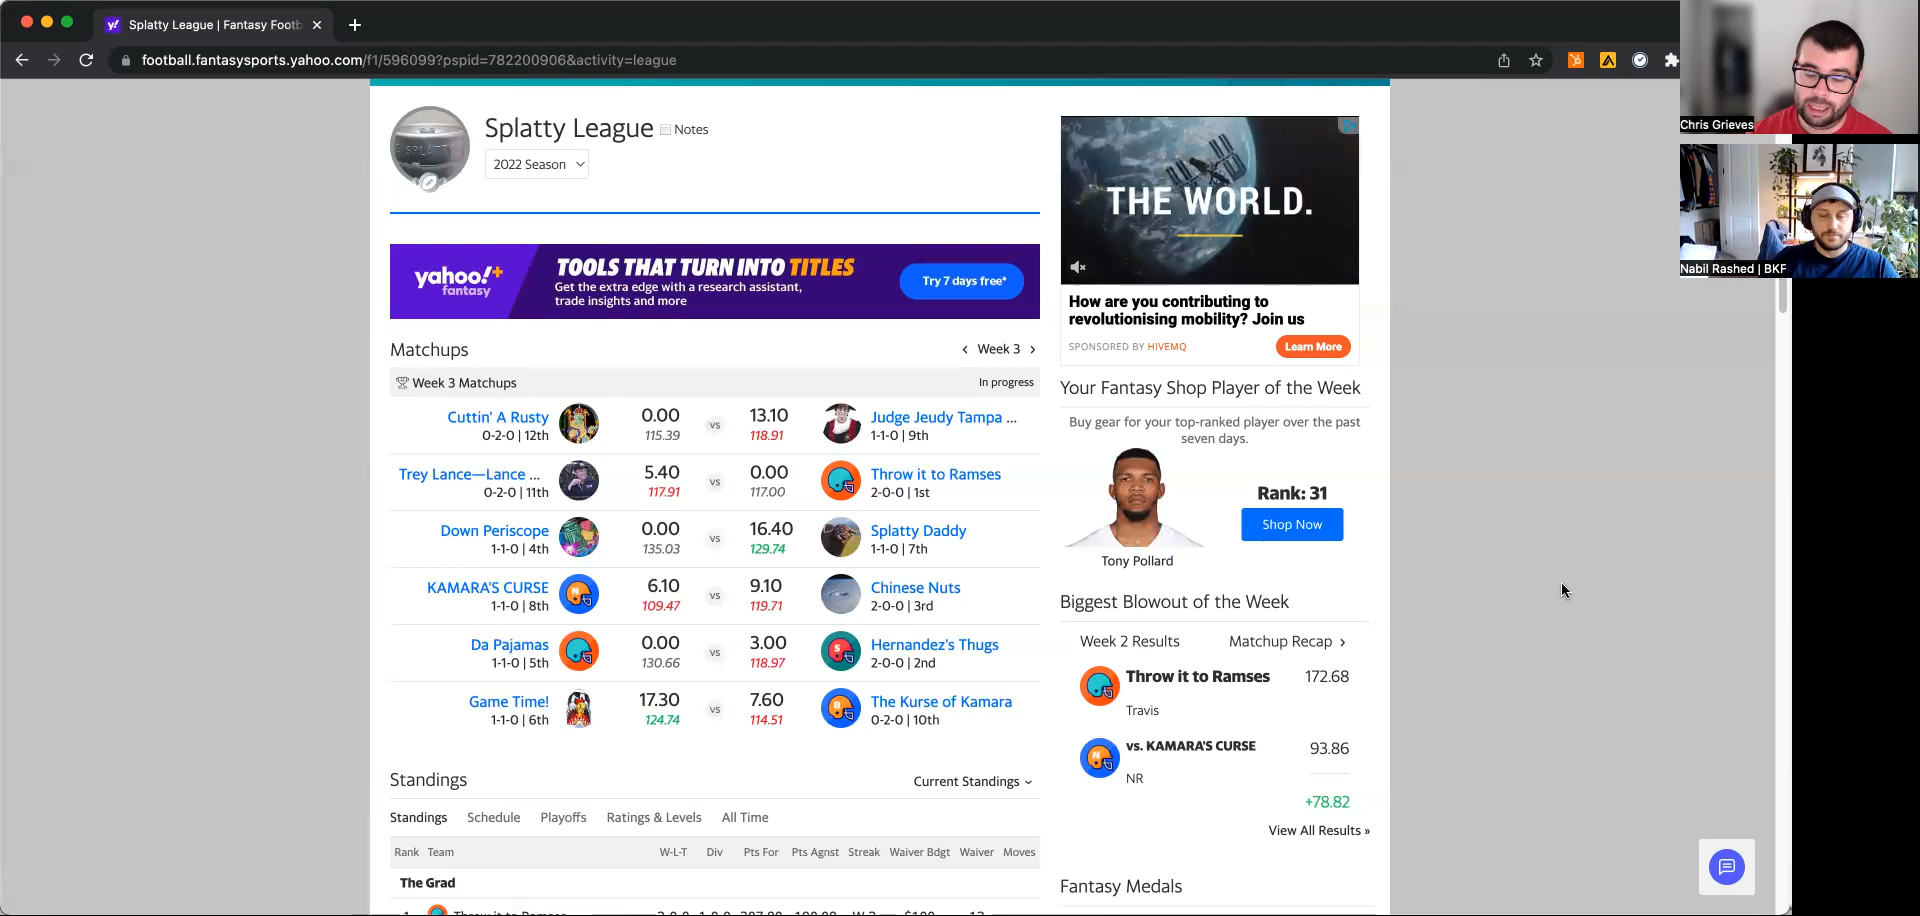 Splatty League | Fantasy Footb
football.fantasysports.yahoo.com/f1/596099?pspid=782200906&activity=league
Chris Grieves
Nabil Rashed | BKF
Splatty League Notes
2022 Season
THE WORLD.
yahoo!+ fantasy
TOOLS THAT TURN INTO TITLES
Get the extra edge with a research assistant,
trade insights and more
Try 7 days free*
How are you contributing to
revolutionising mobility? Join us
SPONSORED BY HIVEMQ Learn More
Matchups Week 3
Week 3 Matchups In progress
Cuttin' A Rusty 0.00 vs 13.10 Judge Jeudy Tampa ...
0-2-0 | 12th 115.39 118.91 1-1-0 | 9th
Trey Lance—Lance ... 5.40 vs 0.00 Throw it to Ramses
0-2-0 | 11th 117.91 117.00 2-0-0 | 1st
Down Periscope 0.00 vs 16.40 Splatty Daddy
1-1-0 | 4th 135.03 129.74 1-1-0 | 7th
KAMARA'S CURSE 6.10 vs 9.10 Chinese Nuts
1-1-0 | 8th 109.47 119.71 2-0-0 | 3rd
Da Pajamas 0.00 vs 3.00 Hernandez's Thugs
1-1-0 | 5th 130.66 118.97 2-0-0 | 2nd
Game Time! 17.30 vs 7.60 The Kurse of Kamara
1-1-0 | 6th 124.74 114.51 0-2-0 | 10th
Standings Current Standings
Standings Schedule Playoffs Ratings & Levels All Time
Rank Team W-L-T Div Pts For Pts Agnst Streak Waiver Bdgt Waiver Moves
The Grad
Your Fantasy Shop Player of the Week
Buy gear for your top-ranked player over the past
seven days.
Rank: 31
Shop Now
Tony Pollard
Biggest Blowout of the Week
Week 2 Results Matchup Recap
Throw it to Ramses 172.68
Travis
vs. KAMARA'S CURSE 93.86
NR
+78.82
View All Results »
Fantasy Medals